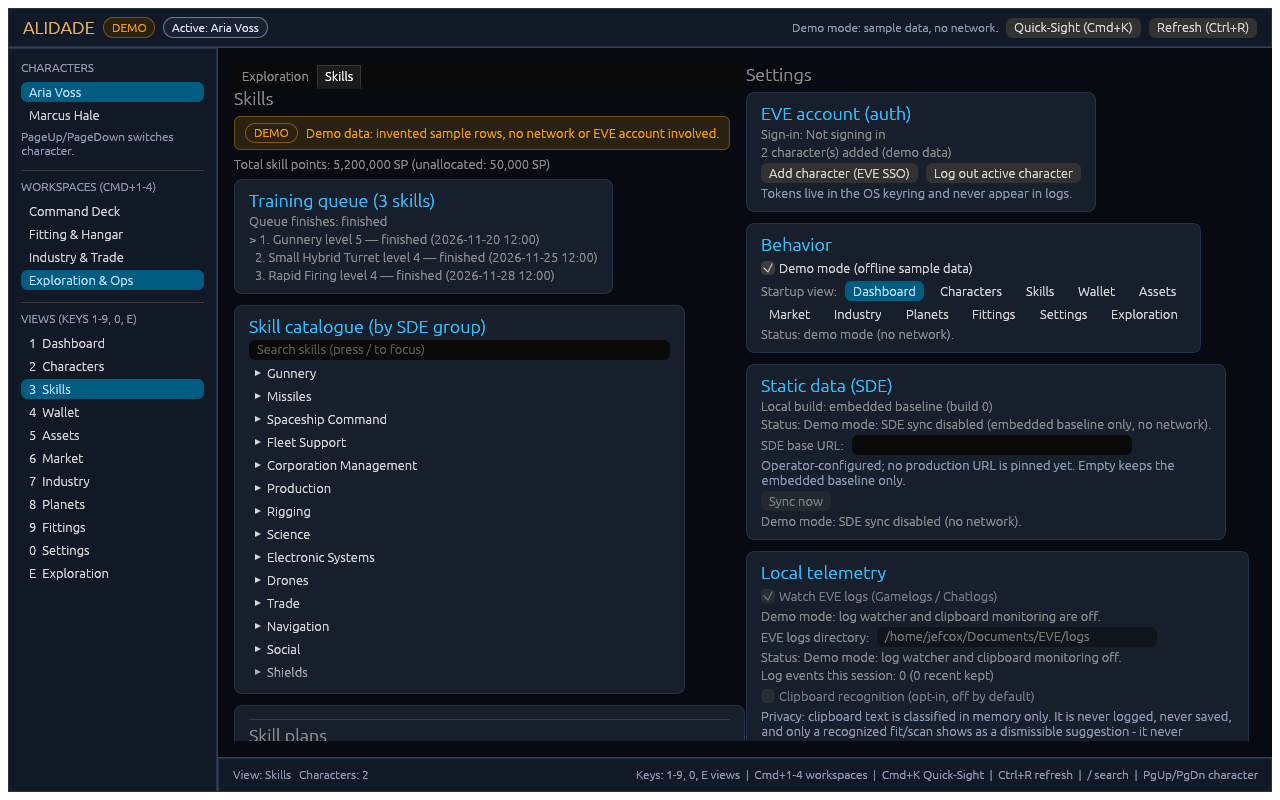 ALIDADE DEMO Active: Aria Voss
Demo mode: sample data, no network. Quick-Sight (Cmd+K) Refresh (Ctrl+R)
CHARACTERS
Aria Voss
Marcus Hale
PageUp/PageDown switches
character.
WORKSPACES (CMD+1-4)
Command Deck
Fitting & Hangar
Industry & Trade
Exploration & Ops
VIEWS (KEYS 1-9, 0, E)
1 Dashboard
2 Characters
3 Skills
4 Wallet
5 Assets
6 Market
7 Industry
8 Planets
9 Fittings
0 Settings
E Exploration
Exploration Skills
Skills
DEMO Demo data: invented sample rows, no network or EVE account involved.
Total skill points: 5,200,000 SP (unallocated: 50,000 SP)
Training queue (3 skills)
Queue finishes: finished
> 1. Gunnery level 5 — finished (2026-11-20 12:00)
2. Small Hybrid Turret level 4 — finished (2026-11-25 12:00)
3. Rapid Firing level 4 — finished (2026-11-28 12:00)
Skill catalogue (by SDE group)
Search skills (press / to focus)
▸ Gunnery
▸ Missiles
▸ Spaceship Command
▸ Fleet Support
▸ Corporation Management
▸ Production
▸ Rigging
▸ Science
▸ Electronic Systems
▸ Drones
▸ Trade
▸ Navigation
▸ Social
▸ Shields
Skill plans
Settings
EVE account (auth)
Sign-in: Not signing in
2 character(s) added (demo data)
Add character (EVE SSO) Log out active character
Tokens live in the OS keyring and never appear in logs.
Behavior
Demo mode (offline sample data)
Startup view: Dashboard Characters Skills Wallet Assets
Market Industry Planets Fittings Settings Exploration
Status: demo mode (no network).
Static data (SDE)
Local build: embedded baseline (build 0)
Status: Demo mode: SDE sync disabled (embedded baseline only, no network).
SDE base URL:
Operator-configured; no production URL is pinned yet. Empty keeps the
embedded baseline only.
Sync now
Demo mode: SDE sync disabled (no network).
Local telemetry
Watch EVE logs (Gamelogs / Chatlogs)
Demo mode: log watcher and clipboard monitoring are off.
EVE logs directory: /home/jefcox/Documents/EVE/logs
Status: Demo mode: log watcher and clipboard monitoring off.
Log events this session: 0 (0 recent kept)
Clipboard recognition (opt-in, off by default)
Privacy: clipboard text is classified in memory only. It is never logged, never saved,
and only a recognized fit/scan shows as a dismissible suggestion - it never
View: Skills Characters: 2
Keys: 1-9, 0, E views | Cmd+1-4 workspaces | Cmd+K Quick-Sight | Ctrl+R refresh | / search | PgUp/PgDn character